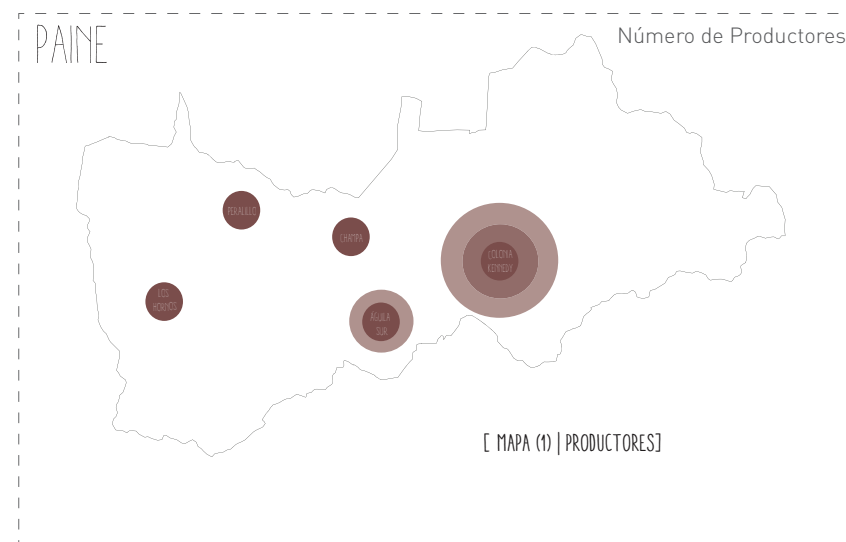 PAINE
Número de Productores
PERALILLO
CHAMPA
COLONIA
KENNEDY
LOS
HORNOS
ÁGUILA
SUR
[ MAPA (1) | PRODUCTORES]